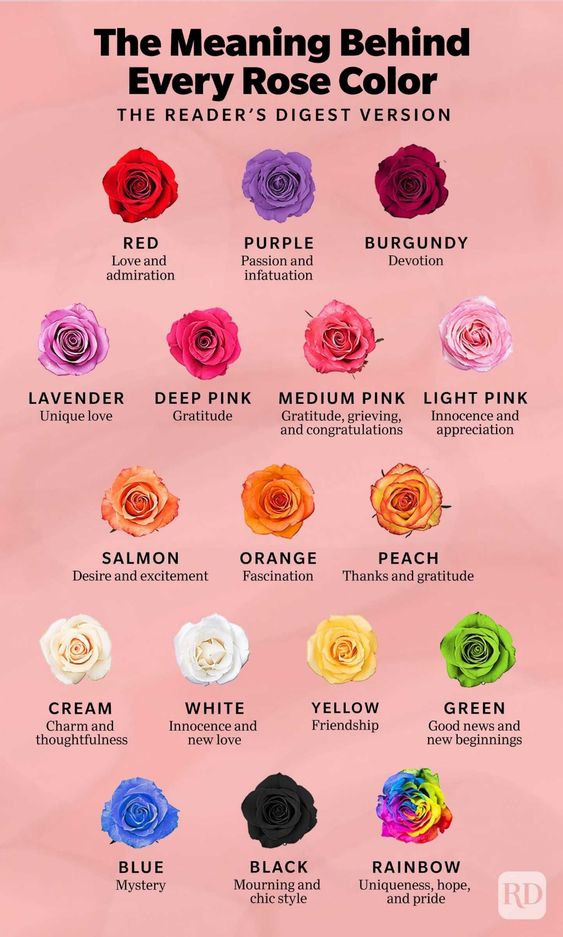 The Meaning Behind
Every Rose Color
THE READER'S DIGEST VERSION
RED
Love and
admiration
PURPLE
Passion and
infatuation
BURGUNDY
Devotion
LAVENDER
Unique love
DEEP PINK
Gratitude
MEDIUM PINK
Gratitude, grieving,
and congratulations
LIGHT PINK
Innocence and
appreciation
SALMON
Desire and excitement
ORANGE
Fascination
PEACH
Thanks and gratitude
CREAM
Charm and
thoughtfulness
WHITE
Innocence and
new love
YELLOW
Friendship
GREEN
Good news and
new beginnings
BLUE
Mystery
BLACK
Mourning and
chic style
RAINBOW
Uniqueness, hope,
and pride
RD